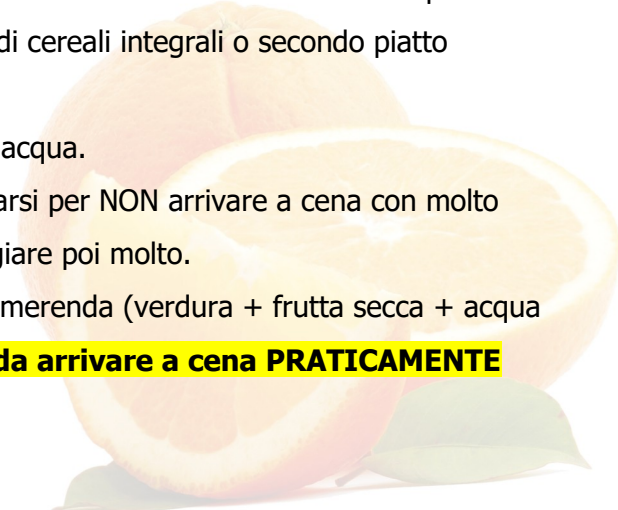 di cereali integrali o secondo piatto
acqua.
arsi per NON arrivare a cena con molto
giare poi molto.
merenda (verdura + frutta secca + acqua
da arrivare a cena PRATICAMENTE